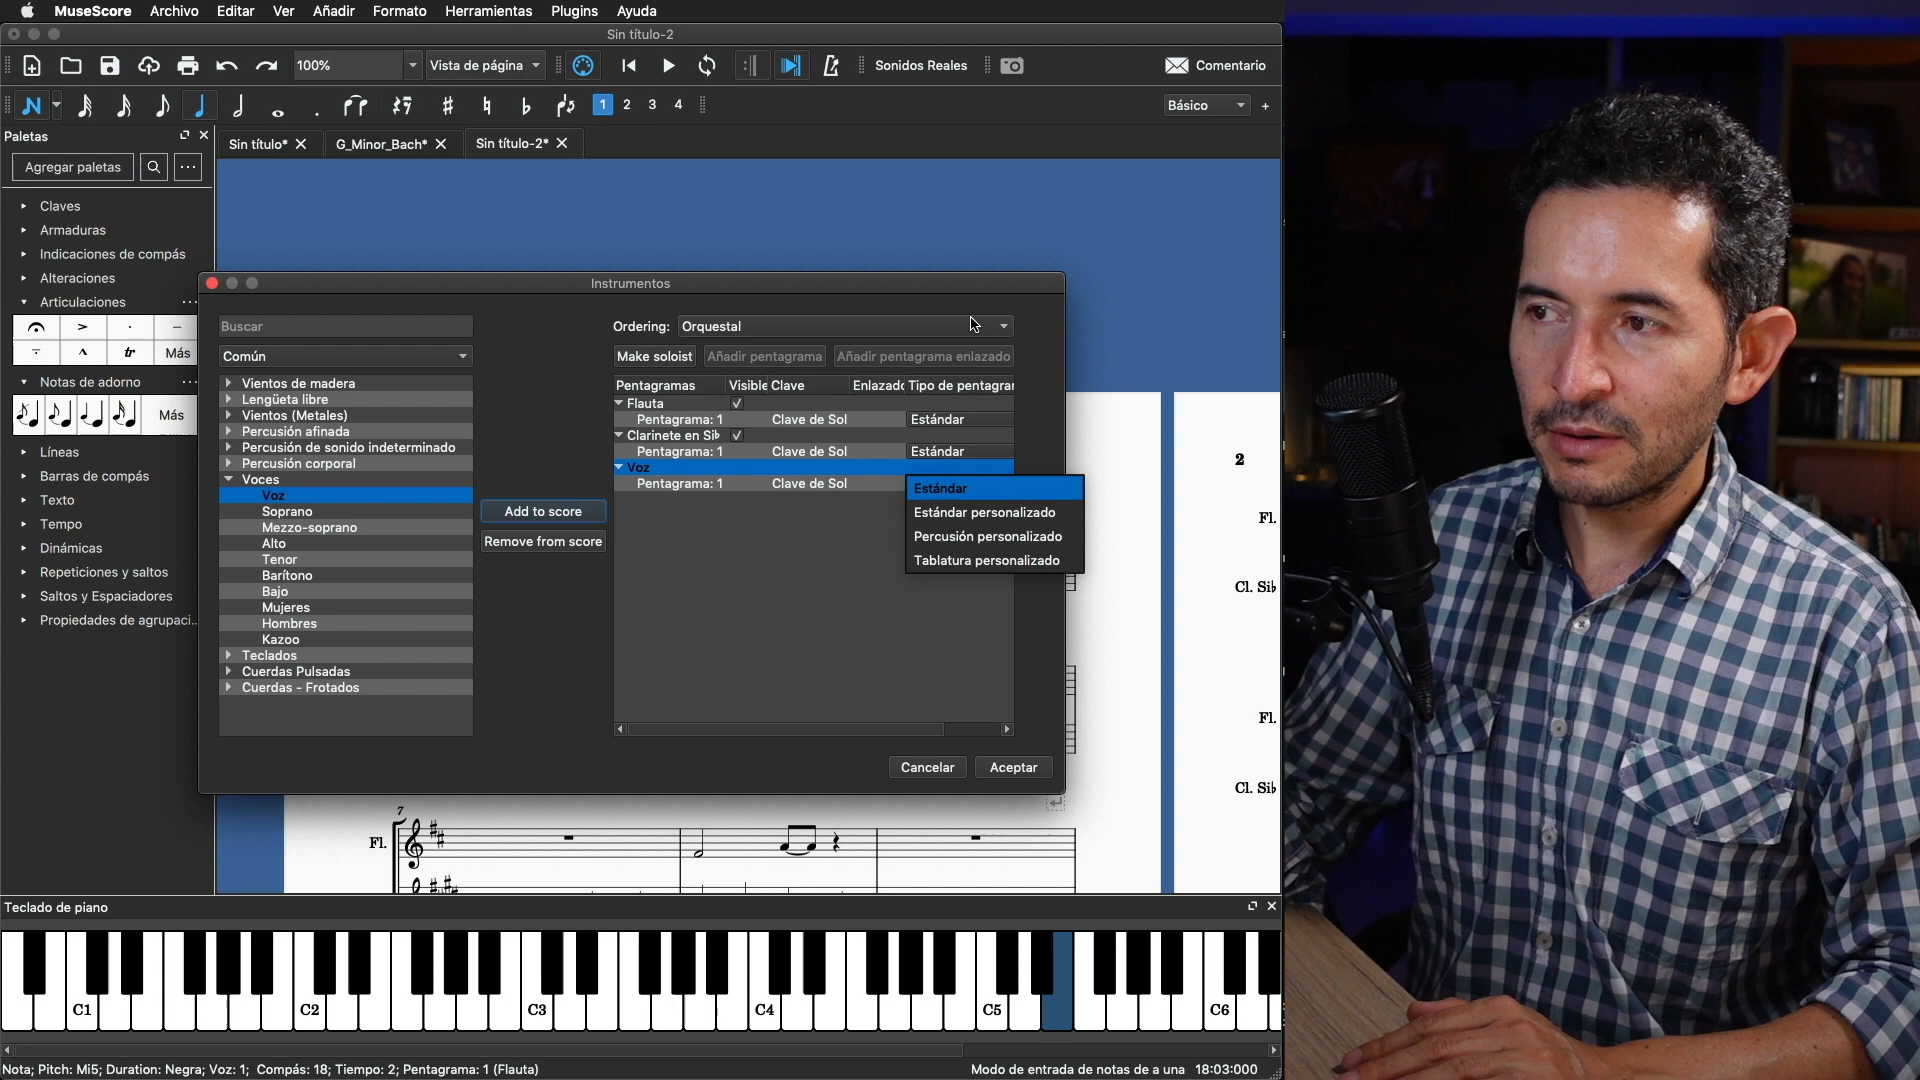 MuseScore Archivo Editar Ver Añadir Formato Herramientas Plugins Ayuda
Sin título-2
100% Vista de página Sonidos Reales Comentario
1 2 3 4 Básico +
Paletas
Sin título* G_Minor_Bach* Sin título-2*
Agregar paletas ...
Claves
Armaduras
Indicaciones de compás
Alteraciones
Articulaciones ...
tr Más
Notas de adorno ...
Más
Líneas
Barras de compás
Texto
Tempo
Dinámicas
Repeticiones y saltos
Saltos y Espaciadores
Propiedades de agrupaci...
Instrumentos
Buscar
Común
Vientos de madera
Lengüeta libre
Vientos (Metales)
Percusión afinada
Percusión de sonido indeterminado
Percusión corporal
Voces
Voz
Soprano
Mezzo-soprano
Alto
Tenor
Barítono
Bajo
Mujeres
Hombres
Kazoo
Teclados
Cuerdas Pulsadas
Cuerdas - Frotados
Add to score
Remove from score
Ordering: Orquestal
Make soloist Añadir pentagrama Añadir pentagrama enlazado
Pentagramas Visible Clave Enlazado Tipo de pentagrar
Flauta
Pentagrama: 1 Clave de Sol Estándar
Clarinete en Si♭
Pentagrama: 1 Clave de Sol Estándar
Voz
Pentagrama: 1 Clave de Sol
Estándar
Estándar personalizado
Percusión personalizado
Tablatura personalizado
Cancelar Aceptar
2
Fl.
Cl. Si♭
Fl.
Cl. Si♭
7
Fl.
Teclado de piano
C1 C2 C3 C4 C5 C6
Nota; Pitch: Mi5; Duration: Negra; Voz: 1; Compás: 18; Tiempo: 2; Pentagrama: 1 (Flauta) Modo de entrada de notas de a una 18:03:000